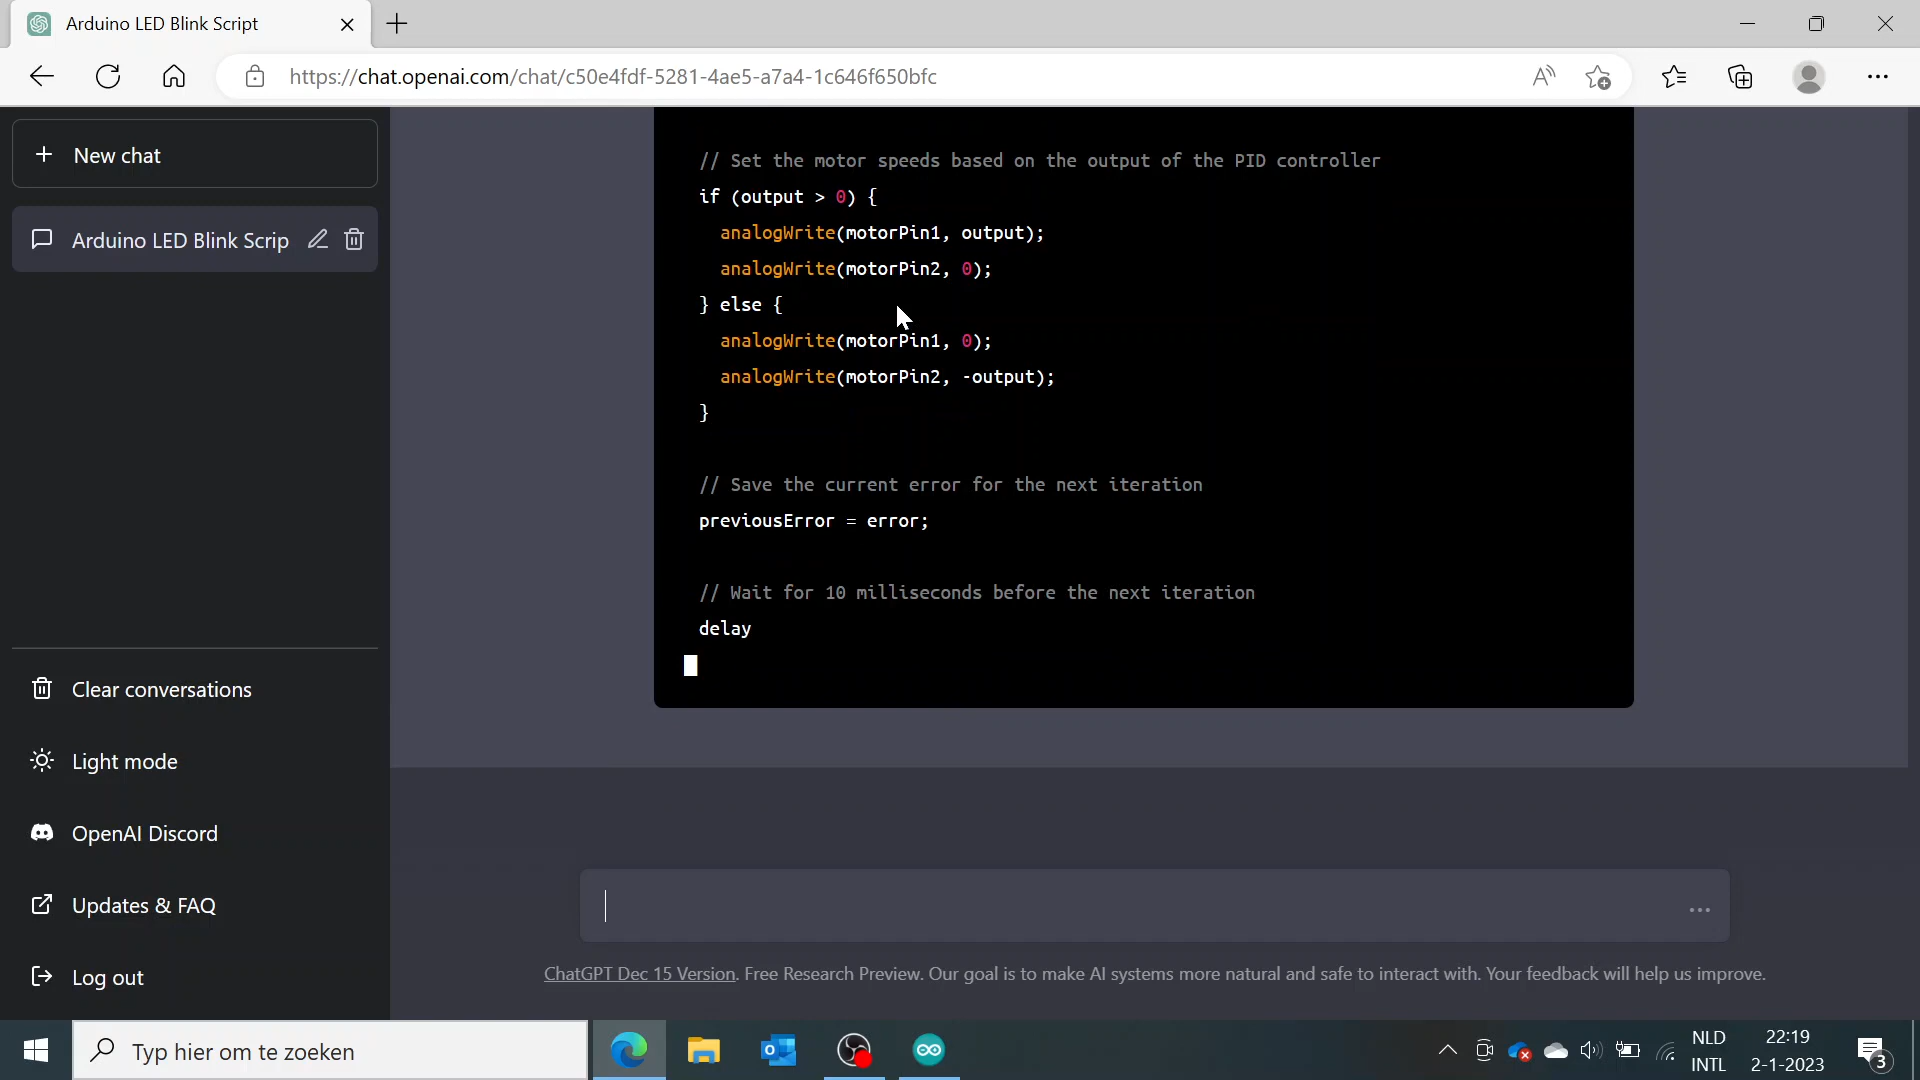 Arduino LED Blink Script
https://chat.openai.com/chat/c50e4fdf-5281-4ae5-a7a4-1c646f650bfc
New chat
Arduino LED Blink Scrip
// Set the motor speeds based on the output of the PID controller
if (output > 0) {
analogWrite(motorPin1, output);
analogWrite(motorPin2, 0);
} else {
analogWrite(motorPin1, 0);
analogWrite(motorPin2, -output);
}
// Save the current error for the next iteration
previousError = error;
// Wait for 10 milliseconds before the next iteration
delay
Clear conversations
Light mode
OpenAI Discord
Updates & FAQ
Log out
ChatGPT Dec 15 Version. Free Research Preview. Our goal is to make AI systems more natural and safe to interact with. Your feedback will help us improve.
Typ hier om te zoeken
NLD
INTL
22:19
2-1-2023
3